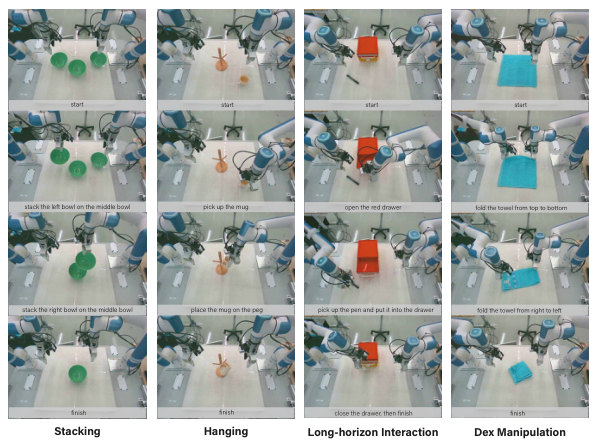 start
start
start
start
stack the left bowl on the middle bowl
pick up the mug
open the red drawer
fold the towel from top to bottom
stack the right bowl on the middle bowl
place the mug on the peg
pick up the pen and put it into the drawer
fold the towel from right to left
finish
finish
close the drawer, then finish
finish
Stacking
Hanging
Long-horizon Interaction
Dex Manipulation